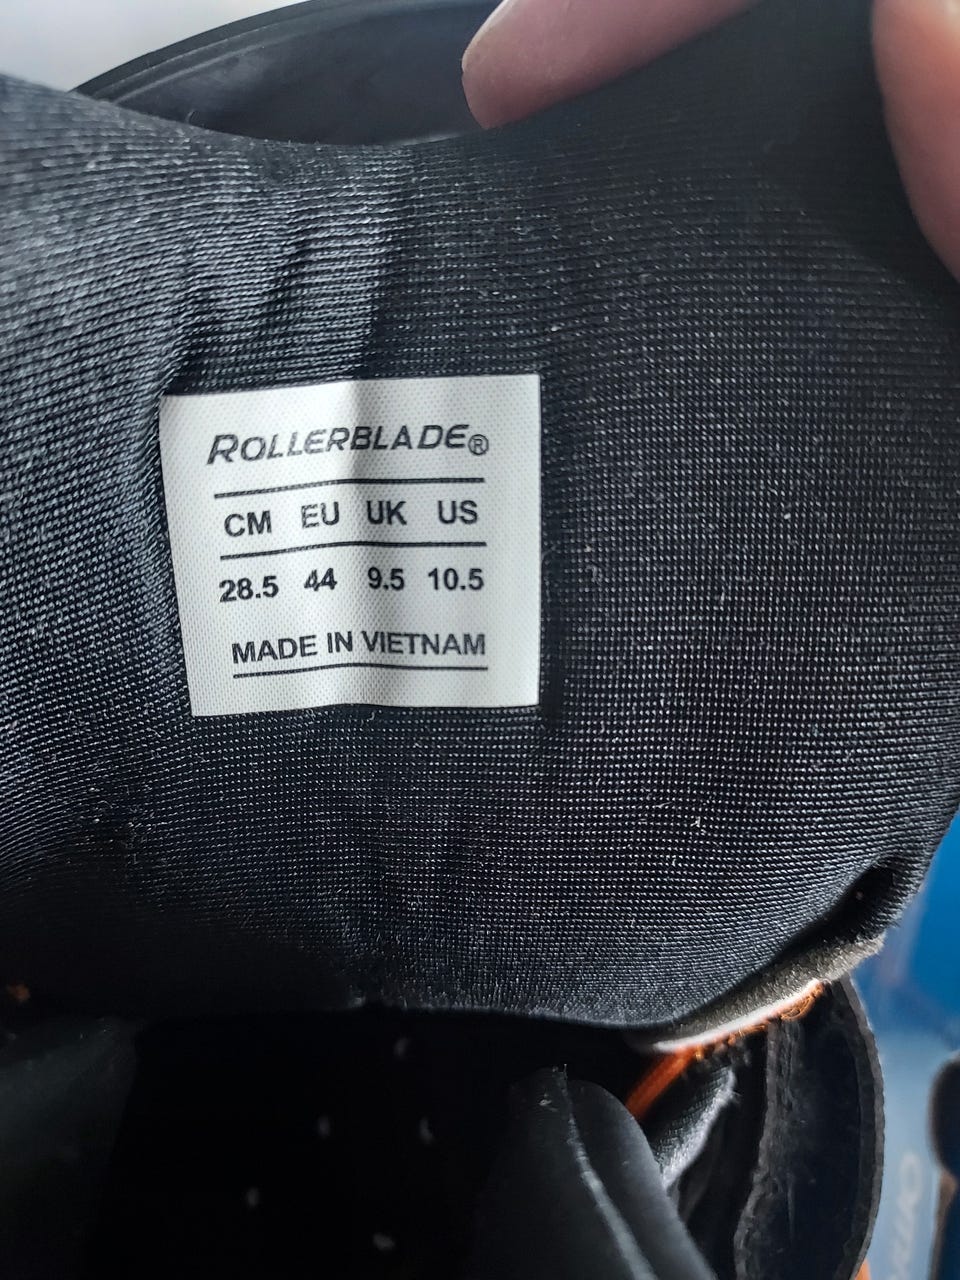 ROLLERBLADE®
CM EU UK US
28.5 44 9.5 10.5
MADE IN VIETNAM